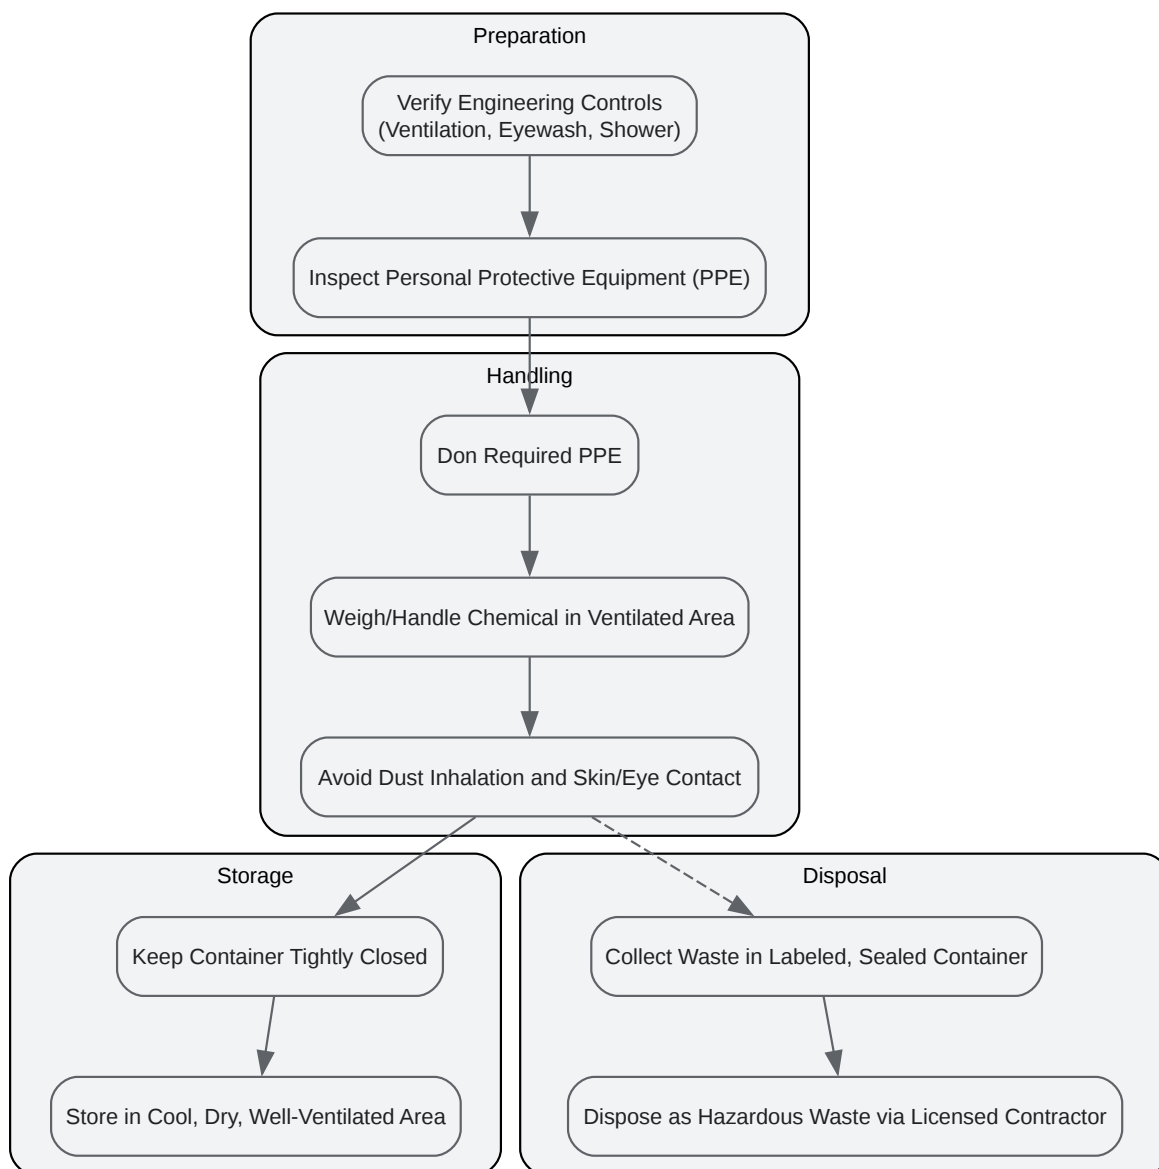 Preparation
Verify Engineering Controls
(Ventilation, Eyewash, Shower)
Inspect Personal Protective Equipment (PPE)
Handling
Don Required PPE
Weigh/Handle Chemical in Ventilated Area
Avoid Dust Inhalation and Skin/Eye Contact
Storage
Keep Container Tightly Closed
Store in Cool, Dry, Well-Ventilated Area
Disposal
Collect Waste in Labeled, Sealed Container
Dispose as Hazardous Waste via Licensed Contractor